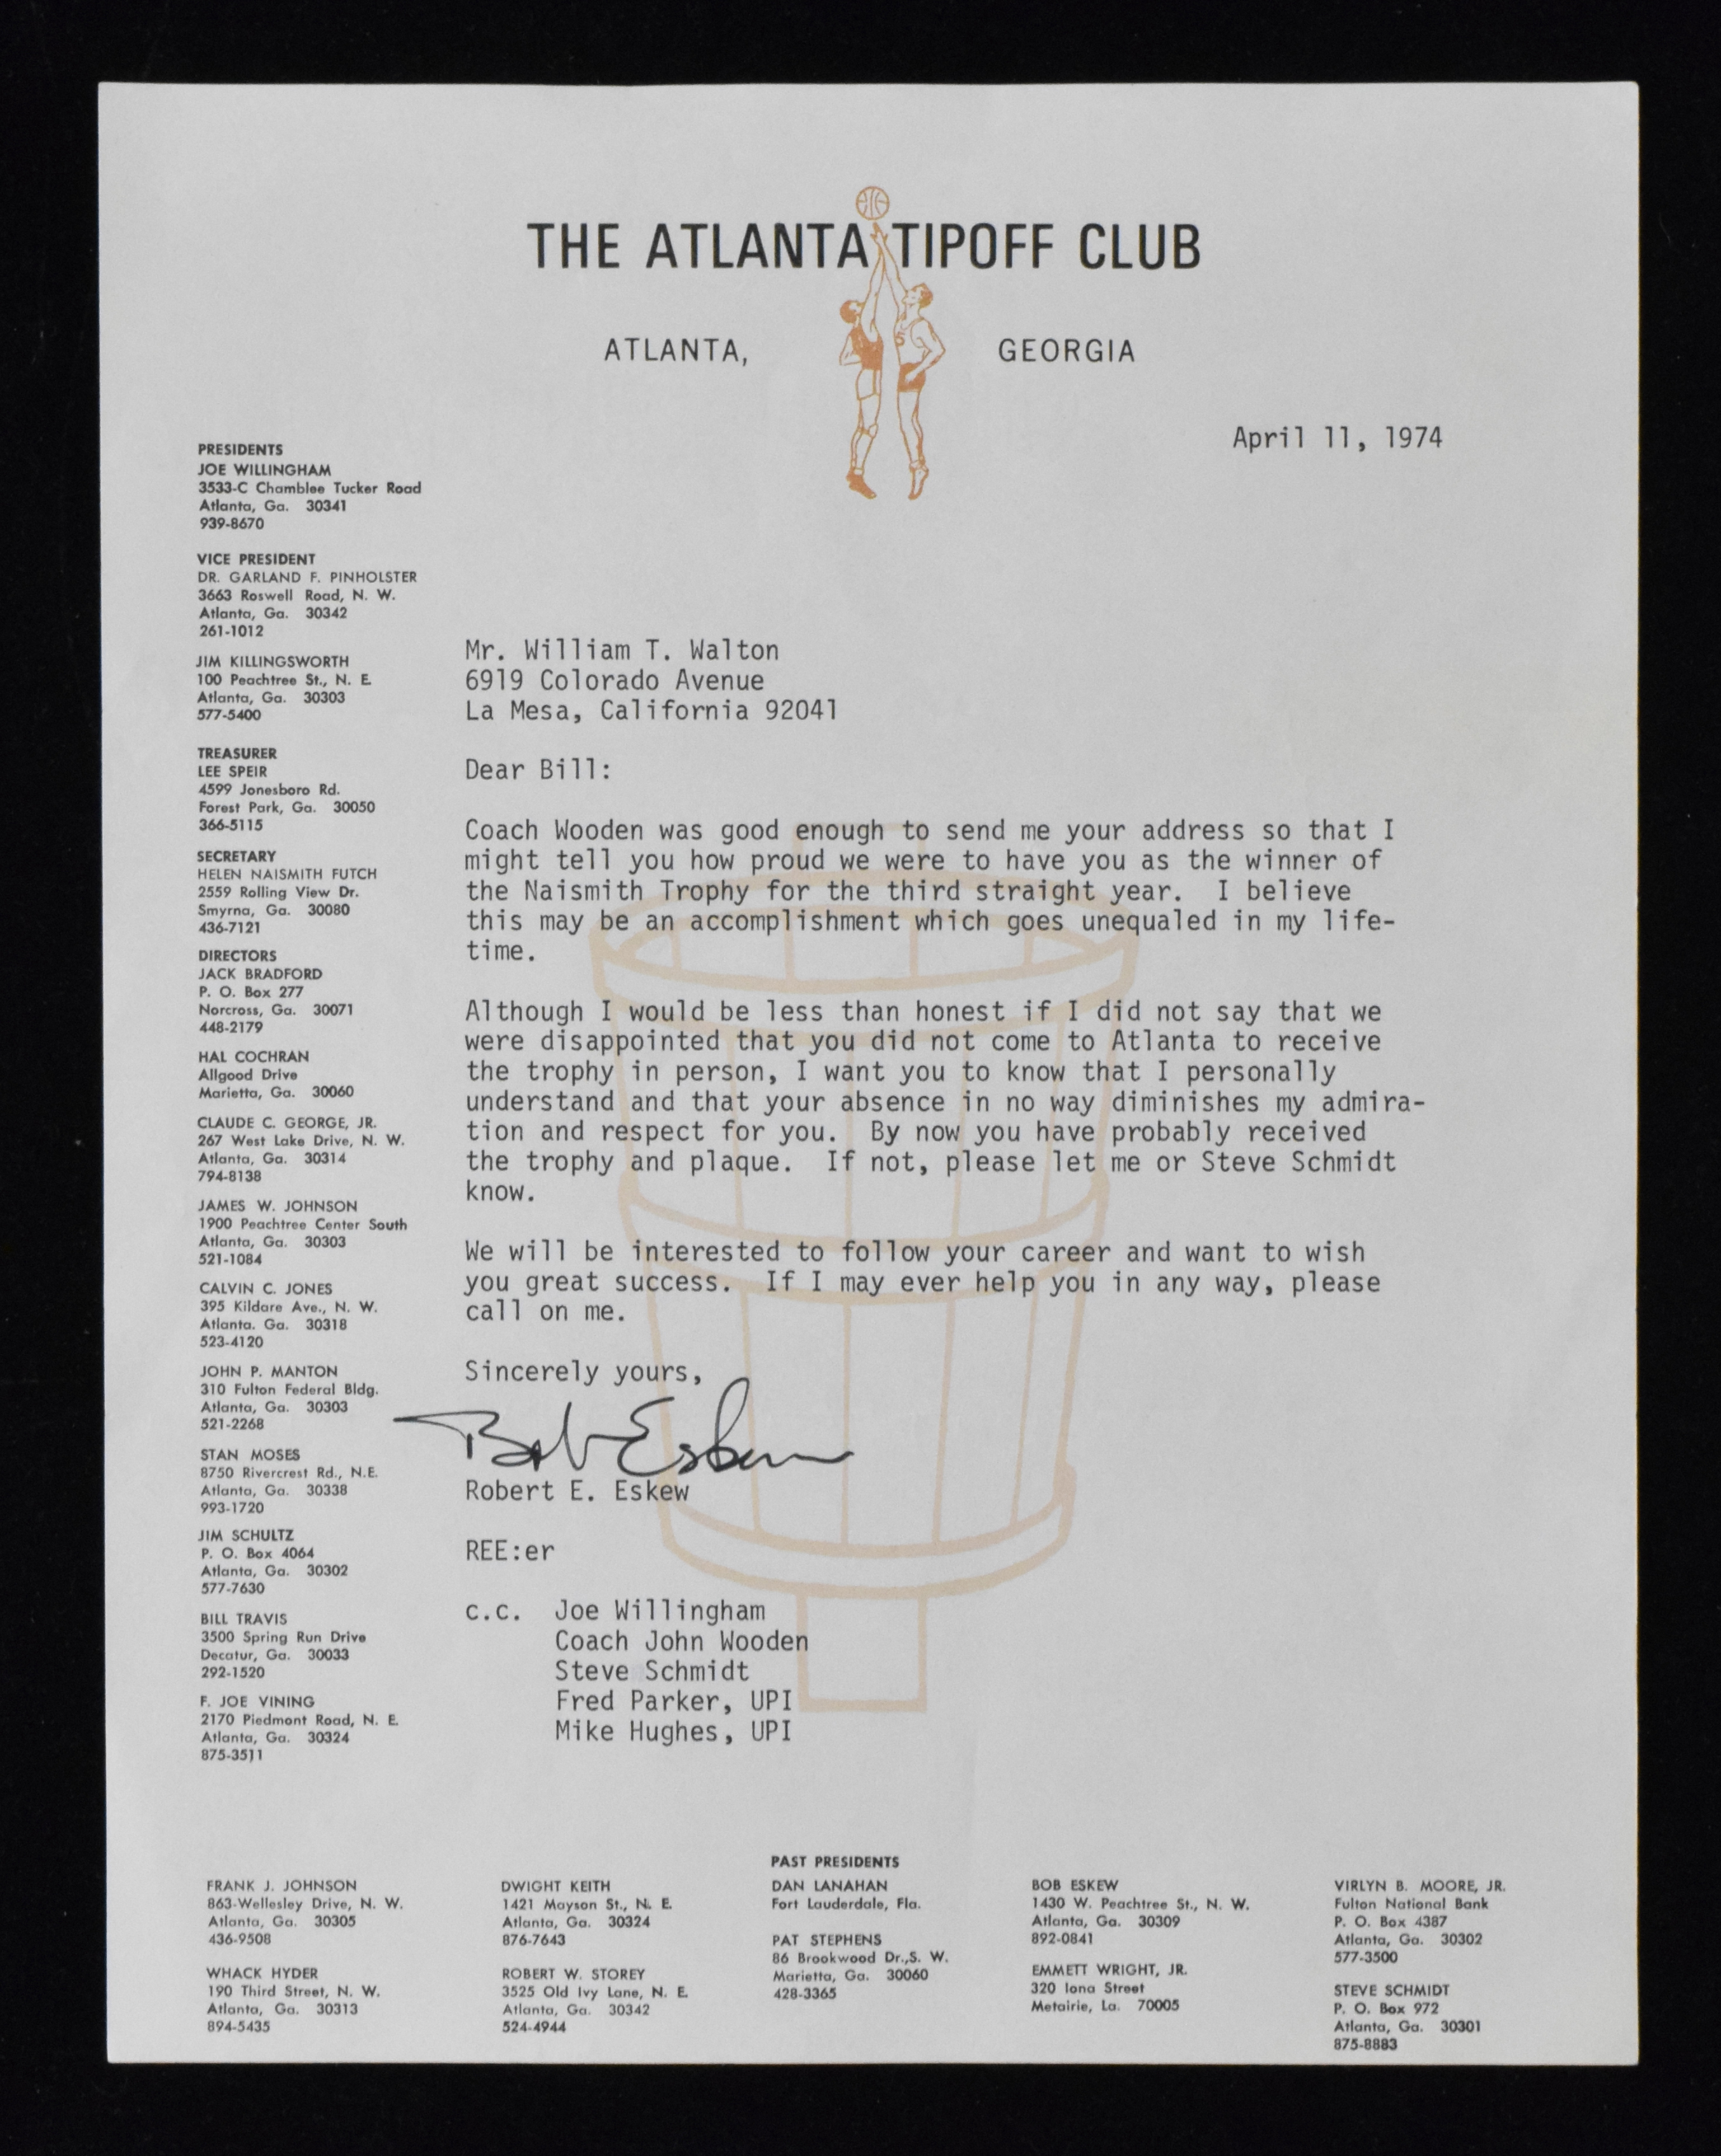 THE ATLANTA TIPOFF CLUB
ATLANTA, GEORGIA
April 11, 1974
PRESIDENTS
JOE WILLINGHAM
3533-C Chamblee Tucker Road
Atlanta, Ga. 30341
939-8670
VICE PRESIDENT
DR. GARLAND F. PINHOLSTER
3663 Roswell Road, N. W.
Atlanta, Ga. 30342
261-1012
JIM KILLINGSWORTH
100 Peachtree St., N. E.
Atlanta, Ga. 30303
577-5400
TREASURER
LEE SPEIR
4599 Jonesboro Rd.
Forest Park, Ga. 30050
366-5115
SECRETARY
HELEN NAISMITH FUTCH
2559 Rolling View Dr.
Smyrna, Ga. 30080
436-7121
DIRECTORS
JACK BRADFORD
P. O. Box 277
Norcross, Ga. 30071
448-2179
HAL COCHRAN
Allgood Drive
Marietta, Ga. 30060
CLAUDE C. GEORGE, JR.
267 West Lake Drive, N. W.
Atlanta, Ga. 30314
794-8138
JAMES W. JOHNSON
1900 Peachtree Center South
Atlanta, Ga. 30303
521-1084
CALVIN C. JONES
395 Kildare Ave., N. W.
Atlanta. Ga. 30318
523-4120
JOHN P. MANTON
310 Fulton Federal Bldg.
Atlanta, Ga. 30303
521-2268
STAN MOSES
8750 Rivercrest Rd., N.E.
Atlanta, Ga. 30338
993-1720
JIM SCHULTZ
P. O. Box 4064
Atlanta, Ga. 30302
577-7630
BILL TRAVIS
3500 Spring Run Drive
Decatur, Ga. 30033
292-1520
F. JOE VINING
2170 Piedmont Road, N. E.
Atlanta, Ga. 30324
875-3511
Mr. William T. Walton
6919 Colorado Avenue
La Mesa, California 92041
Dear Bill:
Coach Wooden was good enough to send me your address so that I
might tell you how proud we were to have you as the winner of
the Naismith Trophy for the third straight year. I believe
this may be an accomplishment which goes unequaled in my life-
time.
Although I would be less than honest if I did not say that we
were disappointed that you did not come to Atlanta to receive
the trophy in person, I want you to know that I personally
understand and that your absence in no way diminishes my admira-
tion and respect for you. By now you have probably received
the trophy and plaque. If not, please let me or Steve Schmidt
know.
We will be interested to follow your career and want to wish
you great success. If I may ever help you in any way, please
call on me.
Sincerely yours,
Bob Eskew
Robert E. Eskew
REE:er
c.c. Joe Willingham
Coach John Wooden
Steve Schmidt
Fred Parker, UPI
Mike Hughes, UPI
PAST PRESIDENTS
FRANK J. JOHNSON
863-Wellesley Drive, N. W.
Atlanta, Ga. 30305
436-9508
WHACK HYDER
190 Third Street, N. W.
Atlanta, Ga. 30313
894-5435
DWIGHT KEITH
1421 Mayson St., N. E.
Atlanta, Ga. 30324
876-7643
ROBERT W. STOREY
3525 Old Ivy Lane, N. E.
Atlanta, Ga. 30342
524-4944
DAN LANAHAN
Fort Lauderdale, Fla.
PAT STEPHENS
86 Brookwood Dr.,S. W.
Marietta, Ga. 30060
428-3365
BOB ESKEW
1430 W. Peachtree St., N. W.
Atlanta, Ga. 30309
892-0841
EMMETT WRIGHT, JR.
320 Iona Street
Metairie, La. 70005
VIRLYN B. MOORE, JR.
Fulton National Bank
P. O. Box 4387
Atlanta, Ga. 30302
577-3500
STEVE SCHMIDT
P. O. Box 972
Atlanta, Ga. 30301
875-8883